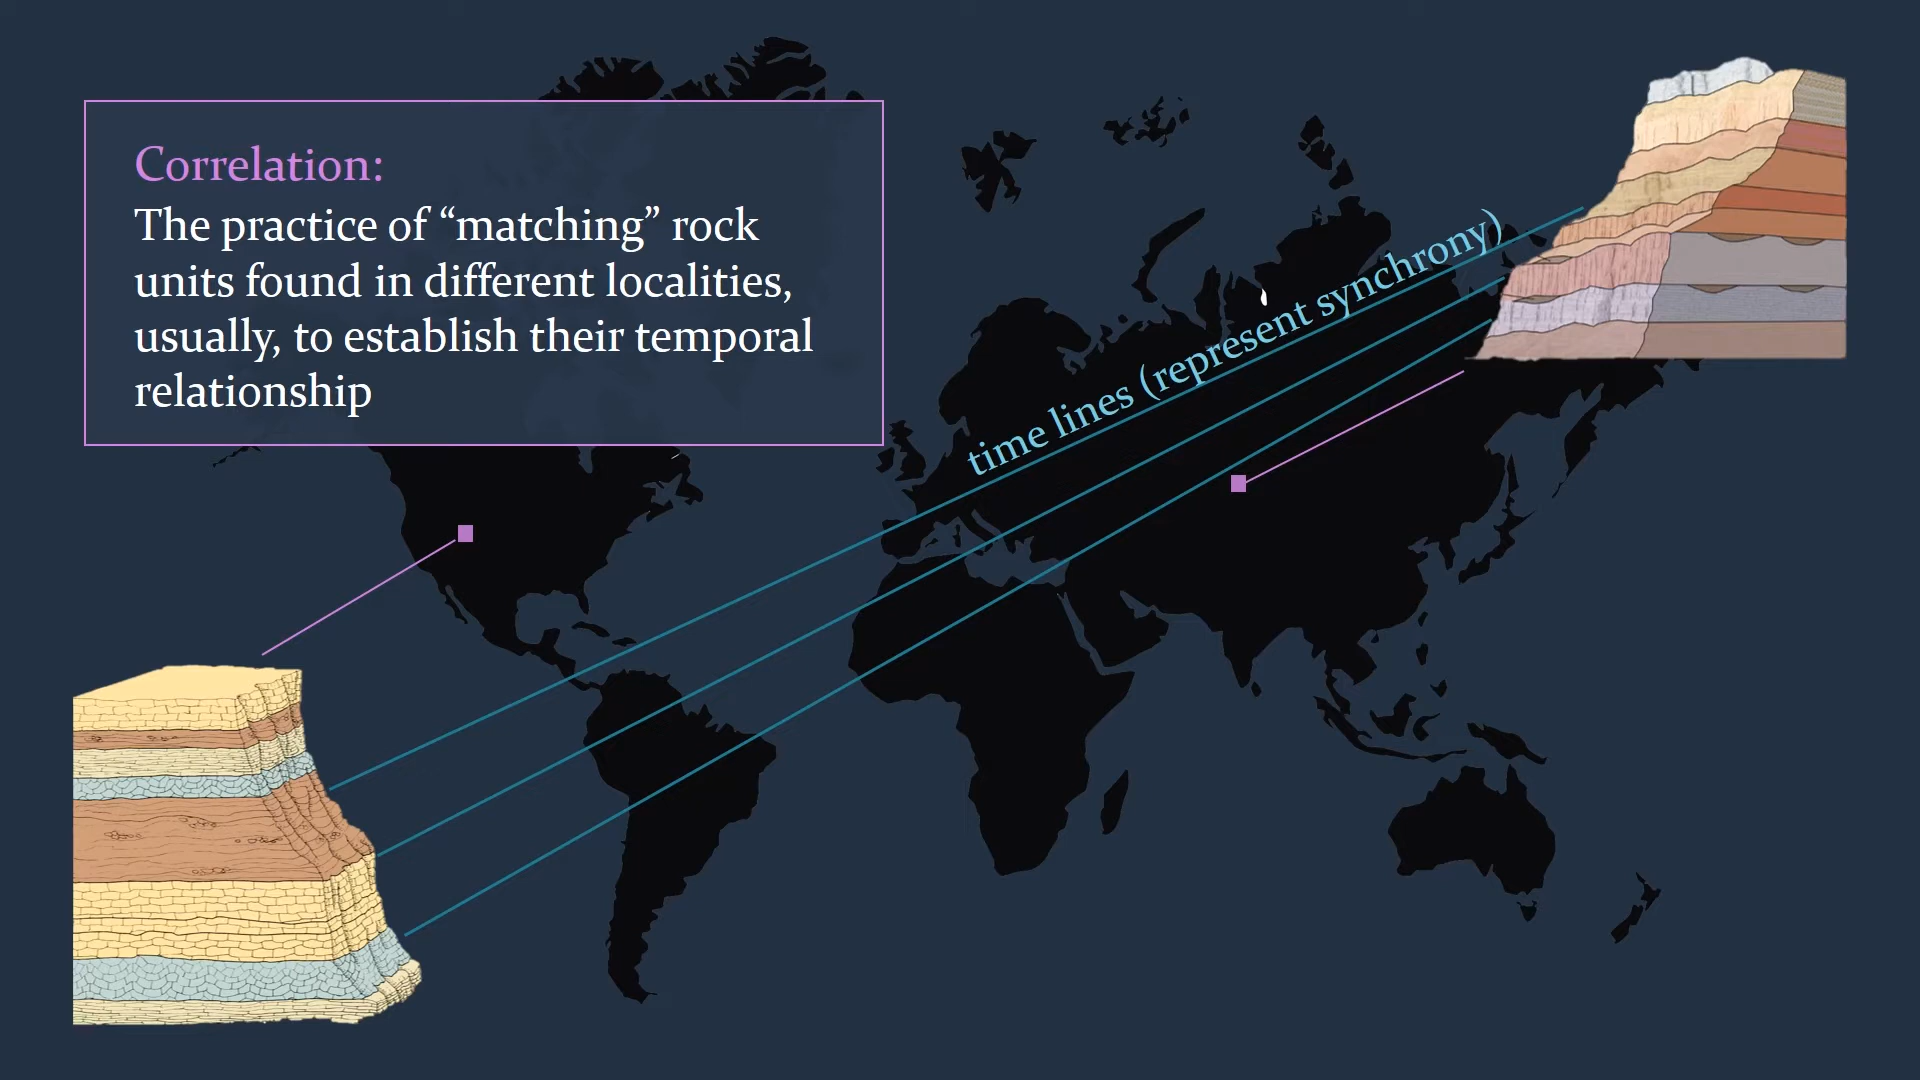 Correlation:
The practice of “matching” rock
units found in different localities,
usually, to establish their temporal
relationship
time lines (represent synchrony)